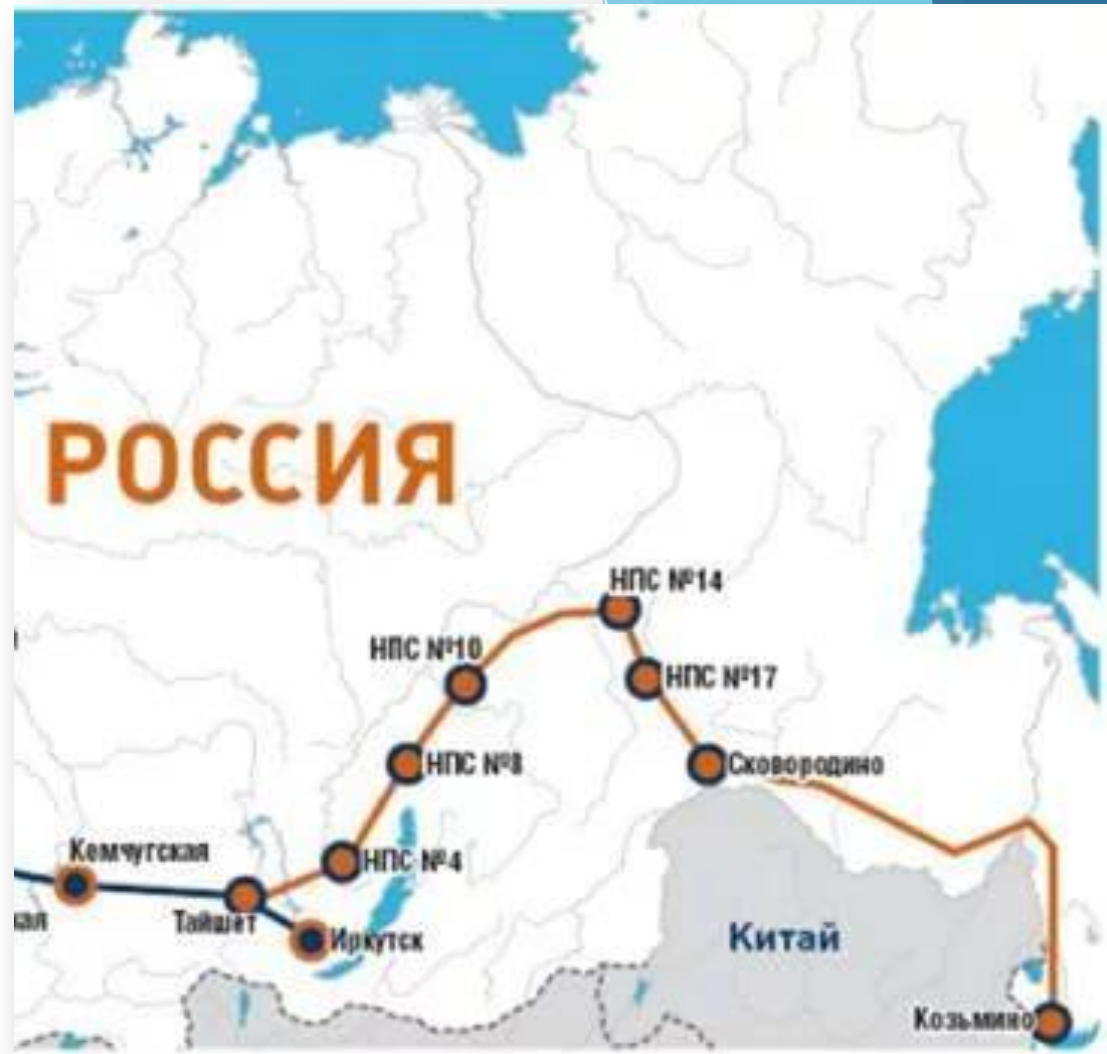 РОССИЯ
НПС №14
НПС №10
НПС №17
НПС №8
Сковородино
Кемчугская
НПС №4
Тайшет
Иркутск
Китай
Козьмино